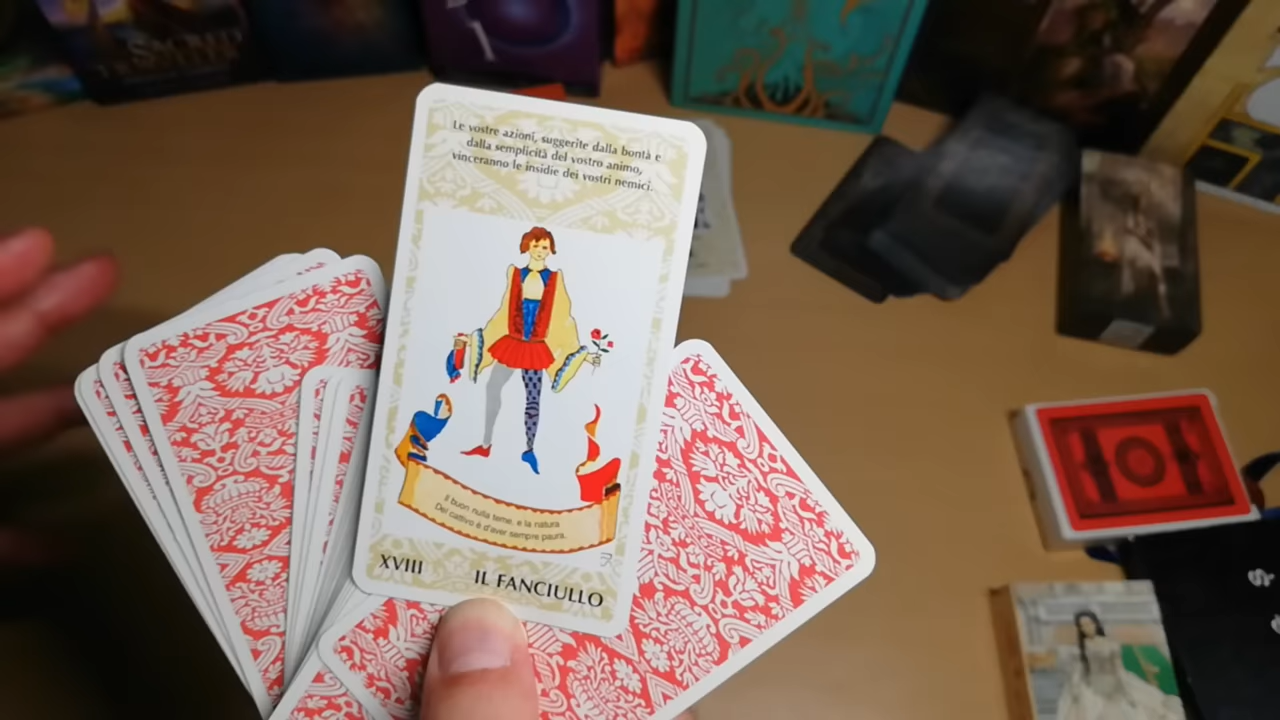 Le vostre azioni, suggerite dalla bontà e
dalla semplicità del vostro animo,
vinceranno le insidie dei vostri nemici.
Il buon nulla teme, e la natura
Del cattivo è d'aver sempre paura.
XVIII
IL FANCIULLO